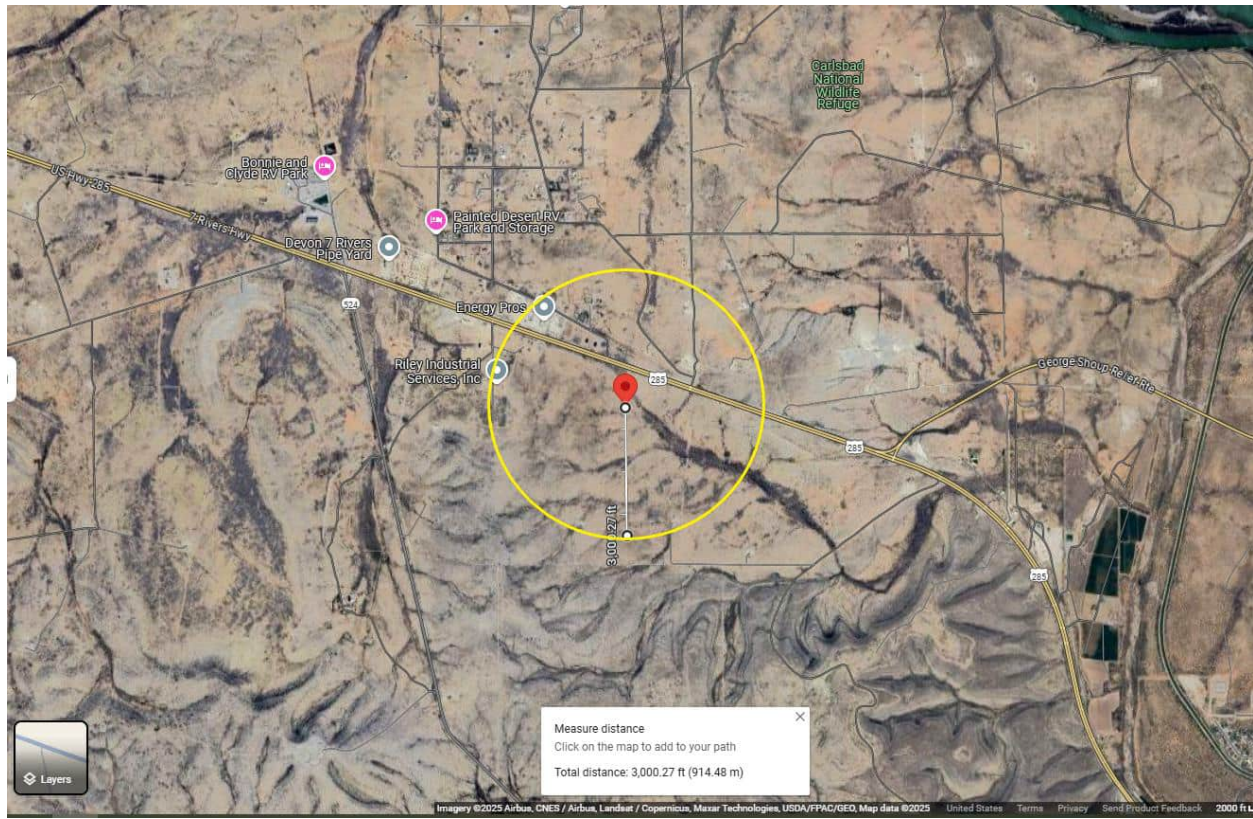 Carlsbad
National
Wildlife
Refuge
Bonnie and
Clyde RV Park
US Hwy 285
7 Rivers Hwy
Painted Desert RV
Park and Storage
Devon 7 Rivers
Pipe Yard
524
Energy Pros
Riley Industrial
Services, Inc
285
George Shoup Relief Rte
285
3,000.27 ft
285
Measure distance
Click on the map to add to your path
Total distance: 3,000.27 ft (914.48 m)
Layers
Imagery ©2025 Airbus, CNES / Airbus, Landsat / Copernicus, Maxar Technologies, USDA/FPAC/GEO, Map data ©2025 United States Terms Privacy Send Product Feedback 2000 ft